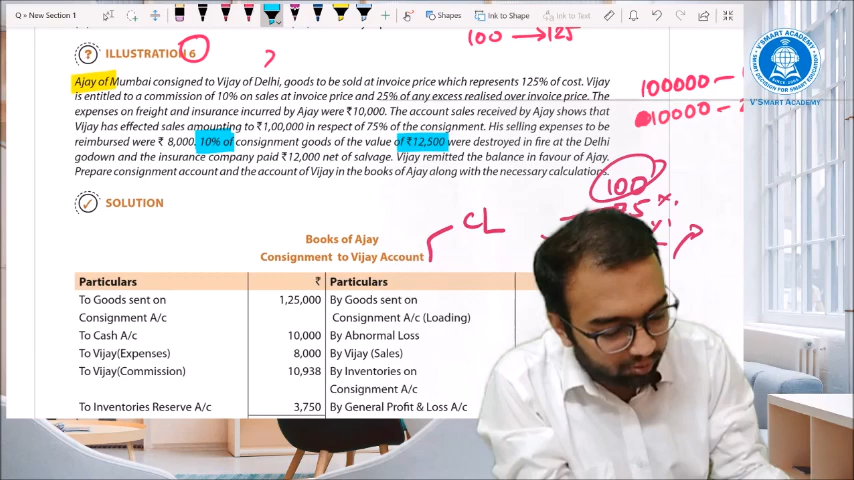 Q » New Section 1
Shapes
Ink to Shape
Ink to Text
100 → 125
ILLUSTRATION 6
Ajay of Mumbai consigned to Vijay of Delhi, goods to be sold at invoice price which represents 125% of cost. Vijay
is entitled to a commission of 10% on sales at invoice price and 25% of any excess realised over invoice price. The
expenses on freight and insurance incurred by Ajay were ₹10,000. The account sales received by Ajay shows that
Vijay has effected sales amounting to ₹1,00,000 in respect of 75% of the consignment. His selling expenses to be
reimbursed were ₹ 8,000. 10% of consignment goods of the value of ₹12,500 were destroyed in fire at the Delhi
godown and the insurance company paid ₹12,000 net of salvage. Vijay remitted the balance in favour of Ajay.
Prepare consignment account and the account of Vijay in the books of Ajay along with the necessary calculations.
100000 –
10000 –
100
V'SMART ACADEMY
SINCE 2003
DECISION FOR SMART EDUCATION
V'Smart Academy
SOLUTION
CL
Books of Ajay
Consignment to Vijay Account
Particulars ₹ Particulars
To Goods sent on 1,25,000 By Goods sent on
Consignment A/c Consignment A/c (Loading)
To Cash A/c 10,000 By Abnormal Loss
To Vijay(Expenses) 8,000 By Vijay (Sales)
To Vijay(Commission) 10,938 By Inventories on
Consignment A/c
To Inventories Reserve A/c 3,750 By General Profit & Loss A/c